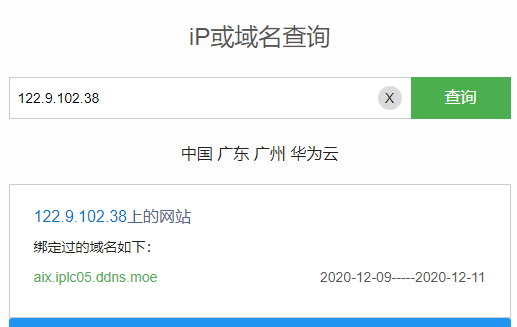 iP或域名查询
122.9.102.38 X 查询
中国 广东 广州 华为云
122.9.102.38上的网站
绑定过的域名如下：
aix.iplc05.ddns.moe 2020-12-09-----2020-12-11